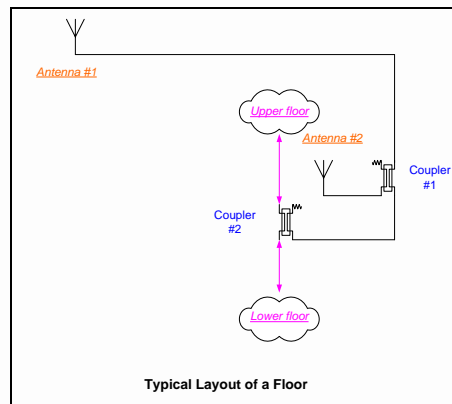 Antenna #1
Upper floor
Antenna #2
Coupler
#1
Coupler
#2
Lower floor
Typical Layout of a Floor